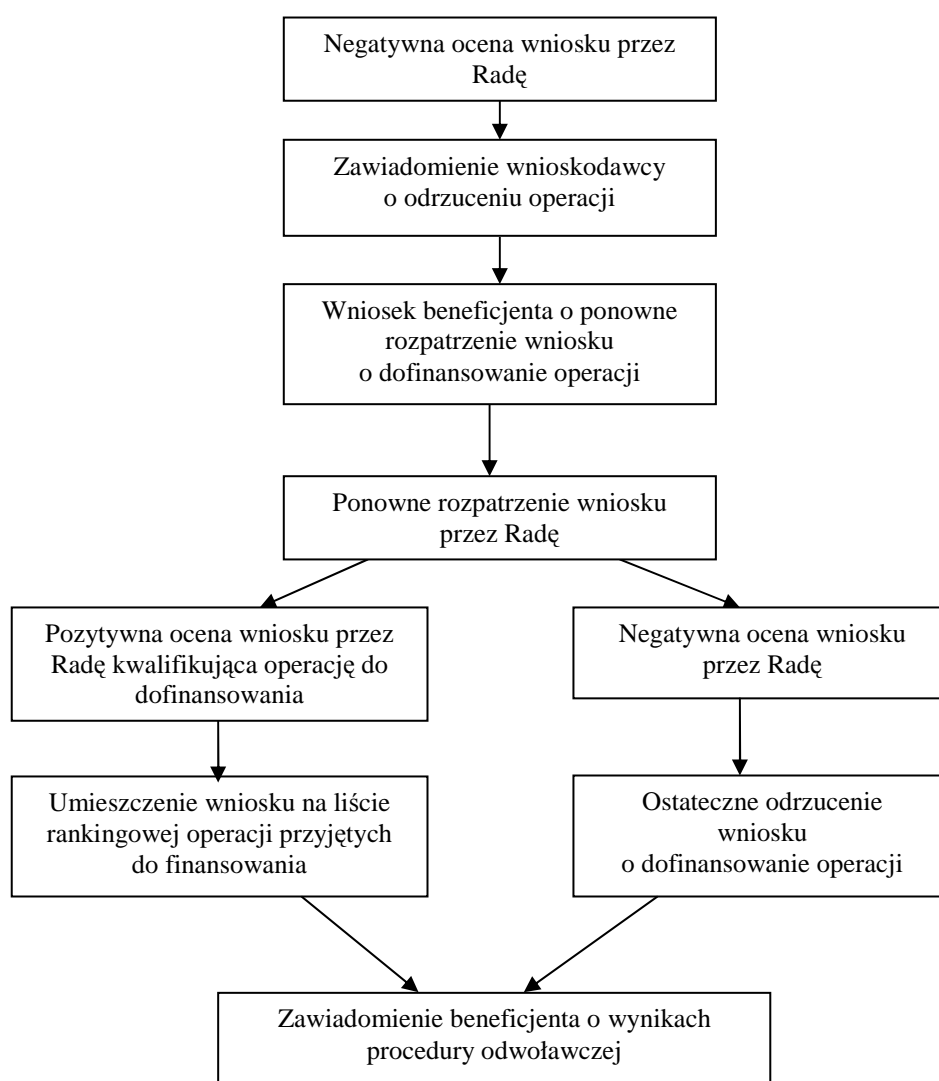 Negatywna ocena wniosku przez
Radę
Zawiadomienie wnioskodawcy
o odrzuceniu operacji
Wniosek beneficjenta o ponowne
rozpatrzenie wniosku
o dofinansowanie operacji
Ponowne rozpatrzenie wniosku
przez Radę
Pozytywna ocena wniosku przez
Radę kwalifikująca operację do
dofinansowania
Negatywna ocena wniosku
przez Radę
Umieszczenie wniosku na liście
rankingowej operacji przyjętych
do finansowania
Ostateczne odrzucenie
wniosku
o dofinansowanie operacji
Zawiadomienie beneficjenta o wynikach
procedury odwoławczej